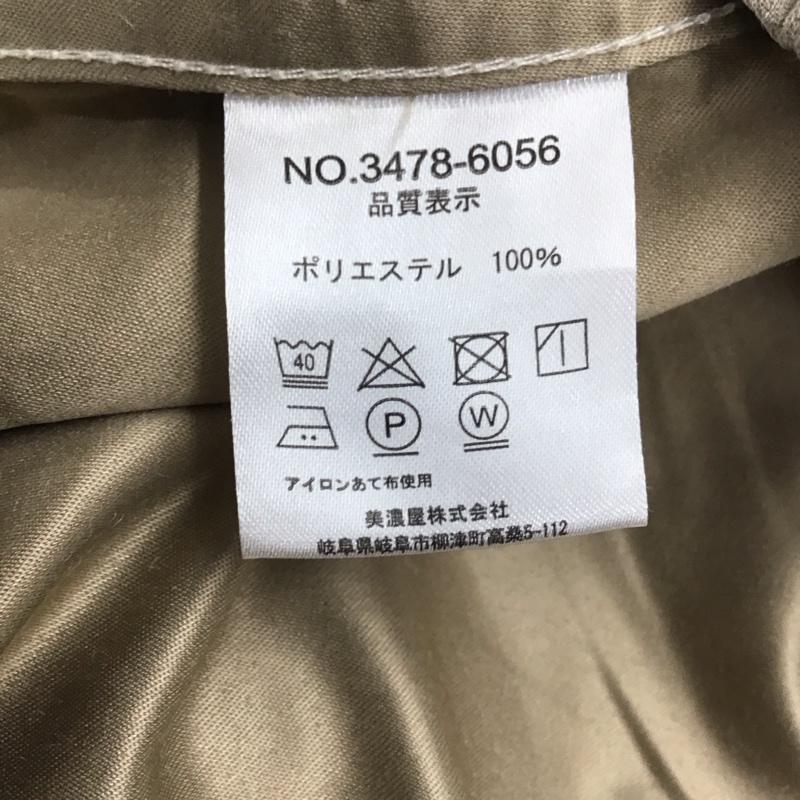 NO.3478-6056
品質表示
ポリエステル 100%
40
P W
アイロンあて布使用
美濃屋株式会社
岐阜県岐阜市柳津町高桑5-112